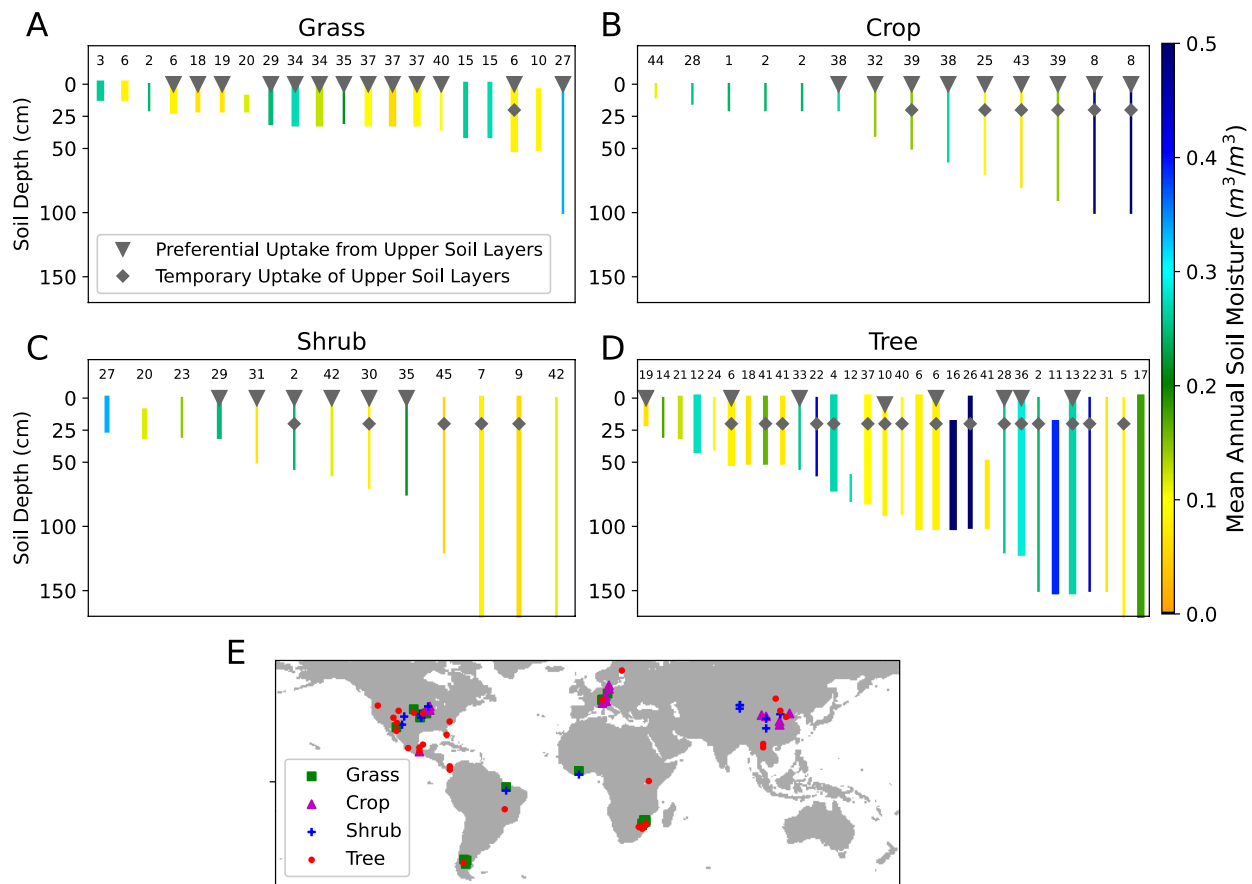 A
Grass
3 6 2 6 18 19 20 29 34 34 35 37 37 37 40 15 15 6 10 27
0
25
50
100
150
Soil Depth (cm)
Preferential Uptake from Upper Soil Layers
Temporary Uptake of Upper Soil Layers
B
Crop
44 28 1 2 2 38 32 39 38 25 43 39 8 8
0
25
50
100
150
C
Shrub
27 20 23 29 31 2 42 30 35 45 7 9 42
0
25
50
100
150
Soil Depth (cm)
D
Tree
19 14 21 12 24 6 18 41 41 33 22 4 12 37 10 40 6 6 16 26 41 28 36 2 11 13 22 31 5 17
0
25
50
100
150
0.5
0.4
0.3
0.2
0.1
0.0
Mean Annual Soil Moisture (m³/m³)
E
Grass
Crop
Shrub
Tree